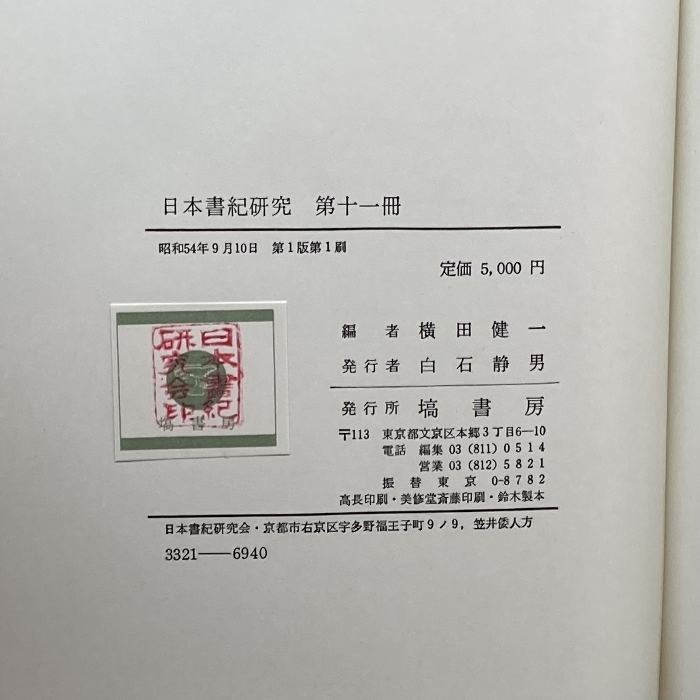 日本書紀研究　第十一冊
昭和54年9月10日　第1版第1刷
定価 5,000 円
編者　横田健一
発行者　白石静男
発行所　塙書房
〒113　東京都文京区本郷3丁目6―10
電話　編集 03 (811) 0514
営業 03 (812) 5821
振替東京 0-8782
高長印刷・美修堂斎藤印刷・鈴木製本
日本書紀研究会・京都市右京区宇多野福王子町9ノ9，笠井倭人方
3321――6940
日本書紀
研究会印
塙書房